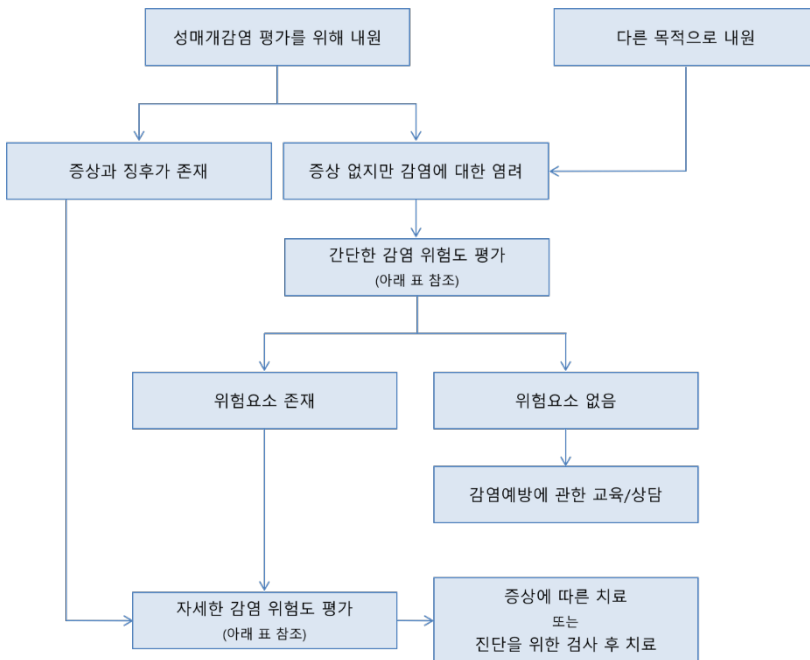 성매개감염 평가를 위해 내원
다른 목적으로 내원
증상과 징후가 존재
증상 없지만 감염에 대한 염려
간단한 감염 위험도 평가
(아래 표 참조)
위험요소 존재
위험요소 없음
감염예방에 관한 교육/상담
자세한 감염 위험도 평가
(아래 표 참조)
증상에 따른 치료
또는
진단을 위한 검사 후 치료